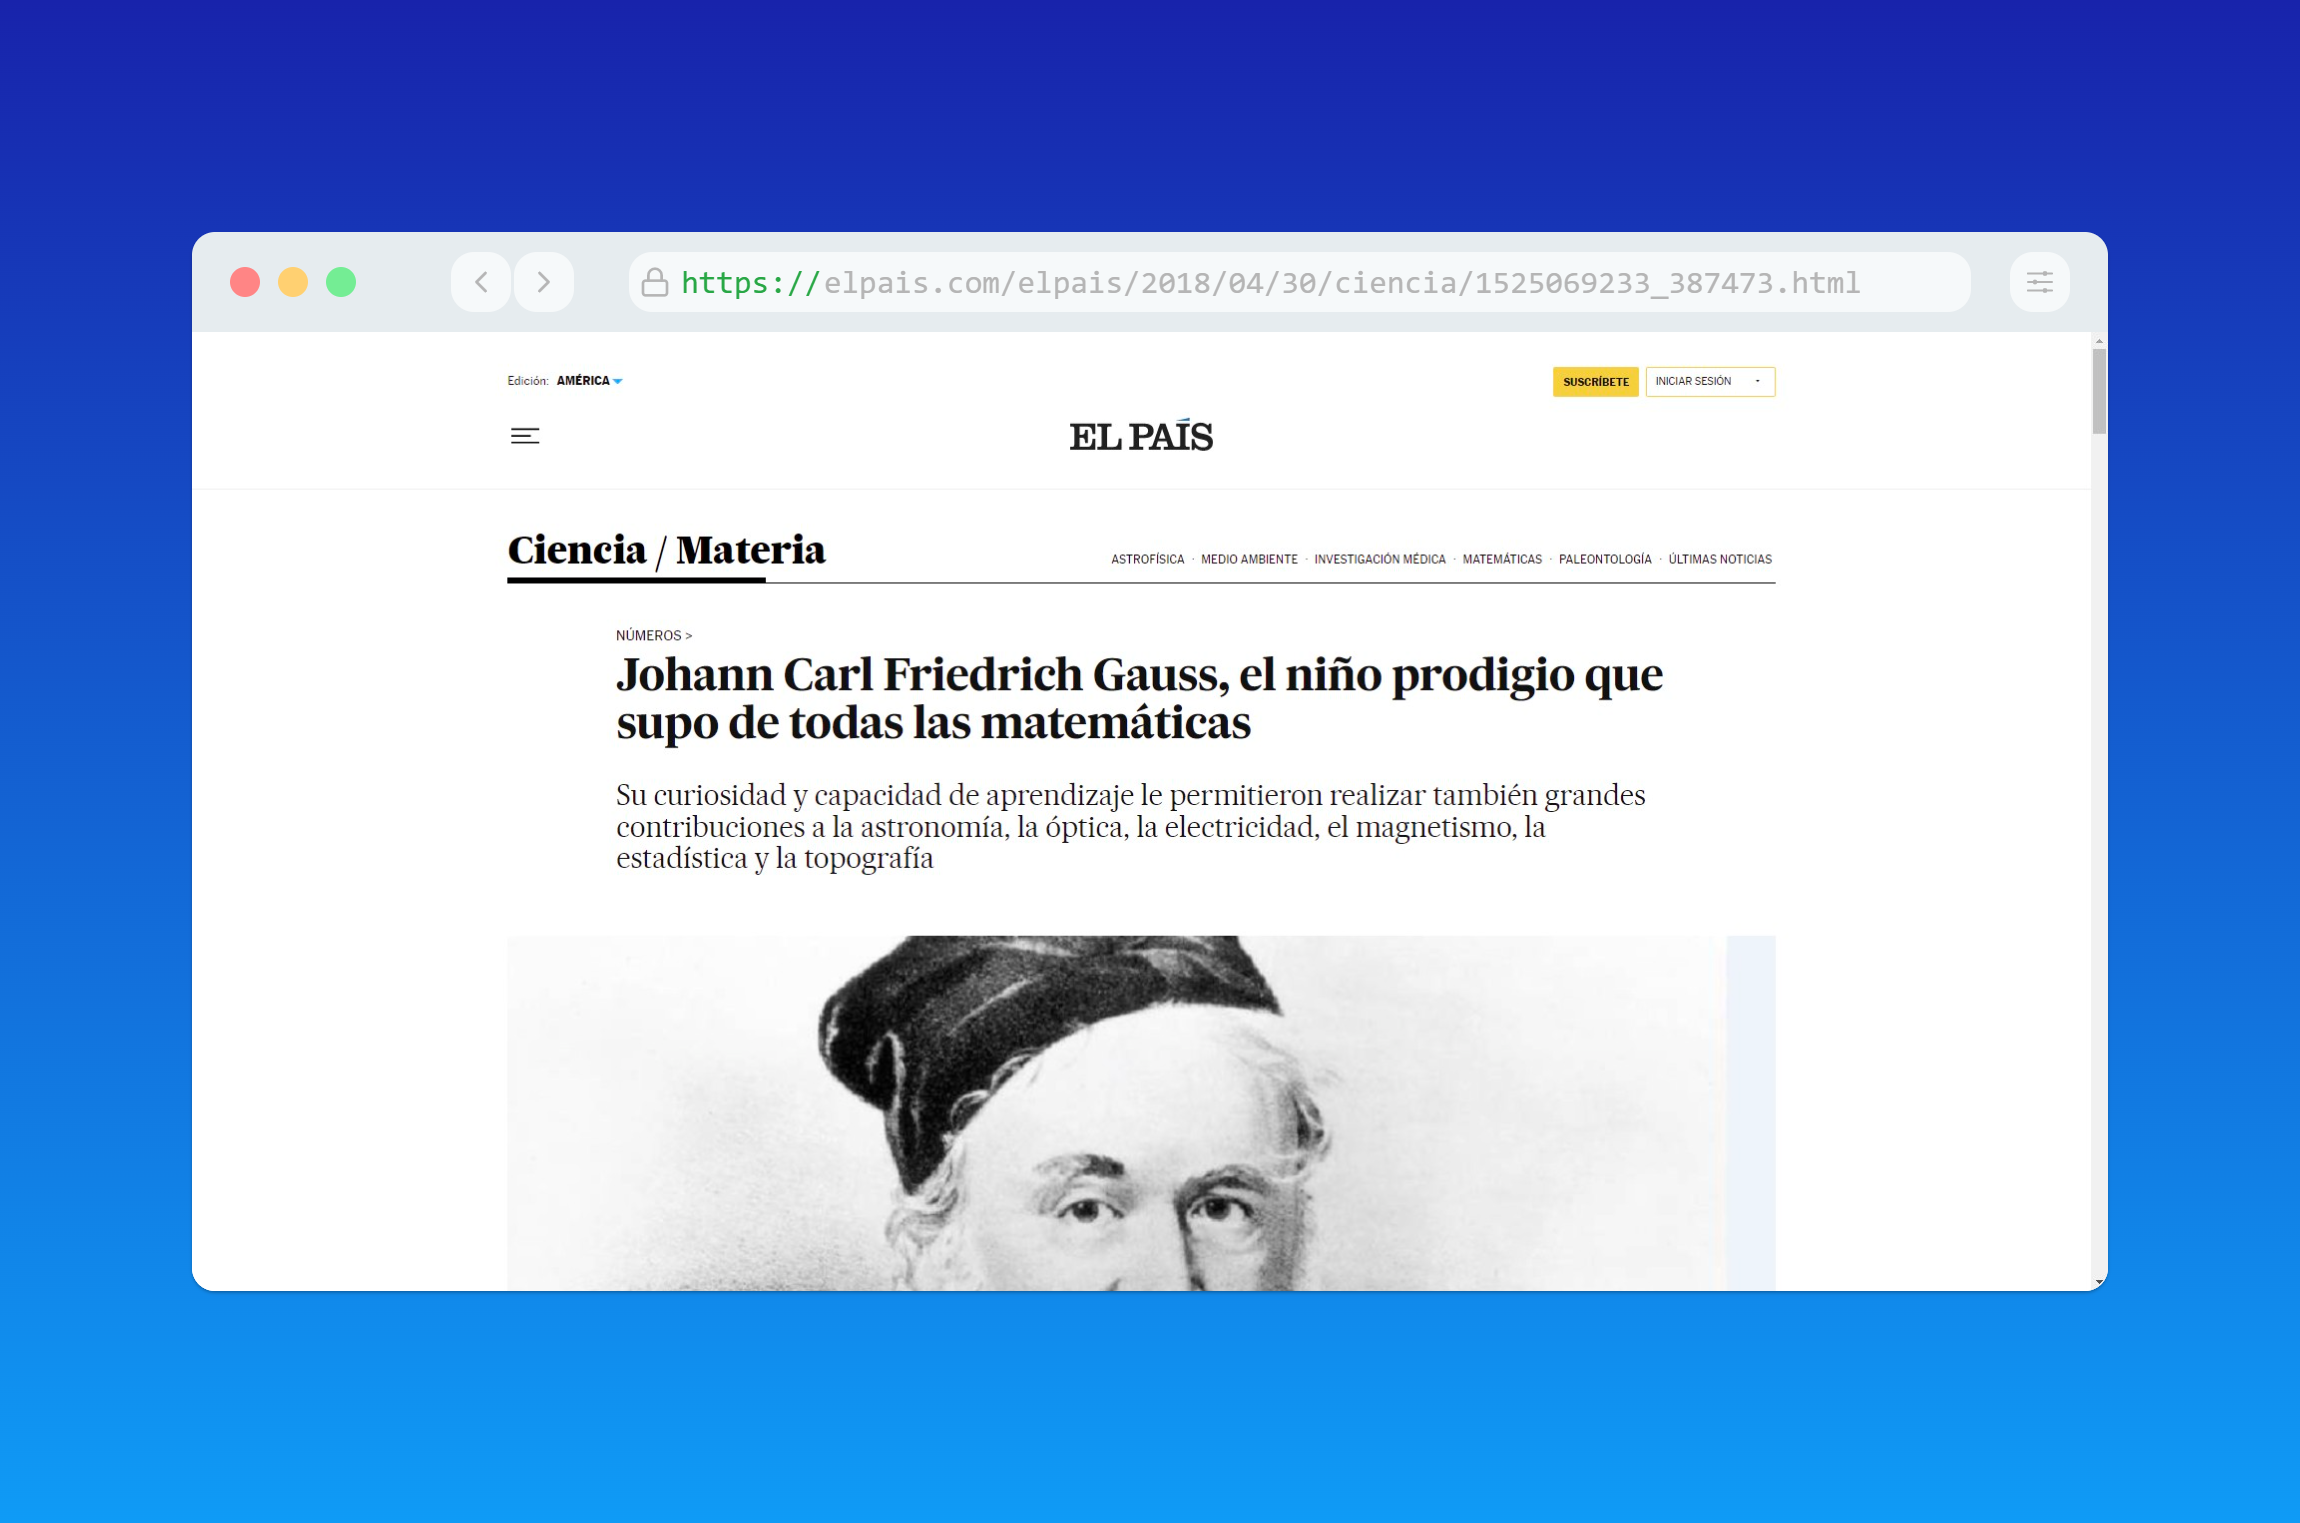 https://elpais.com/elpais/2018/04/30/ciencia/1525069233_387473.html
Edición: AMÉRICA
SUSCRÍBETE
INICIAR SESIÓN
EL PAÍS
Ciencia / Materia
ASTROFÍSICA · MEDIO AMBIENTE · INVESTIGACIÓN MÉDICA · MATEMÁTICAS · PALEONTOLOGÍA · ÚLTIMAS NOTICIAS
NÚMEROS >
Johann Carl Friedrich Gauss, el niño prodigio que
supo de todas las matemáticas
Su curiosidad y capacidad de aprendizaje le permitieron realizar también grandes
contribuciones a la astronomía, la óptica, la electricidad, el magnetismo, la
estadística y la topografía